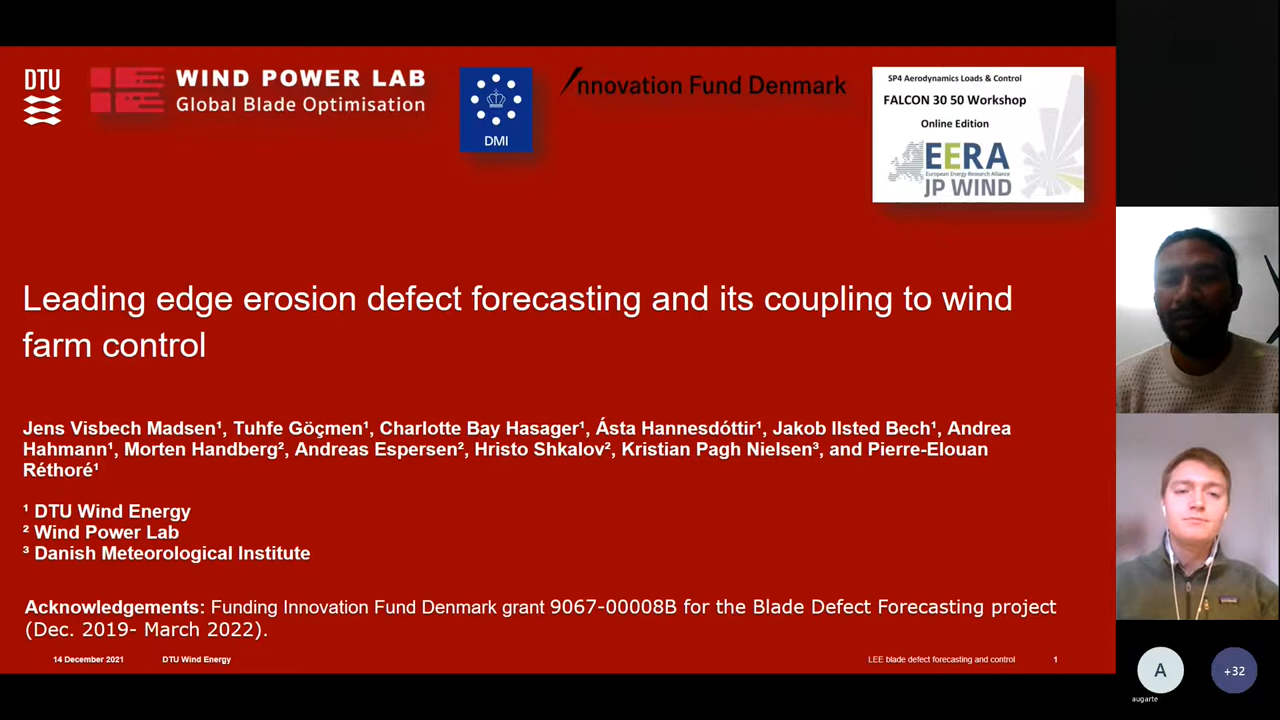 DTU
WIND POWER LAB
Global Blade Optimisation
DMI
Innovation Fund Denmark
SP4 Aerodynamics Loads & Control
FALCON 30 50 Workshop
Online Edition
EERA
European Energy Research Alliance
JP WIND
Leading edge erosion defect forecasting and its coupling to wind
farm control
Jens Visbech Madsen¹, Tuhfe Göçmen¹, Charlotte Bay Hasager¹, Ásta Hannesdóttir¹, Jakob Ilsted Bech¹, Andrea
Hahmann¹, Morten Handberg², Andreas Espersen², Hristo Shkalov², Kristian Pagh Nielsen³, and Pierre-Elouan
Réthoré¹
¹ DTU Wind Energy
² Wind Power Lab
³ Danish Meteorological Institute
Acknowledgements: Funding Innovation Fund Denmark grant 9067-00008B for the Blade Defect Forecasting project
(Dec. 2019- March 2022).
14 December 2021 DTU Wind Energy LEE blade defect forecasting and control 1
A
+32
augarte